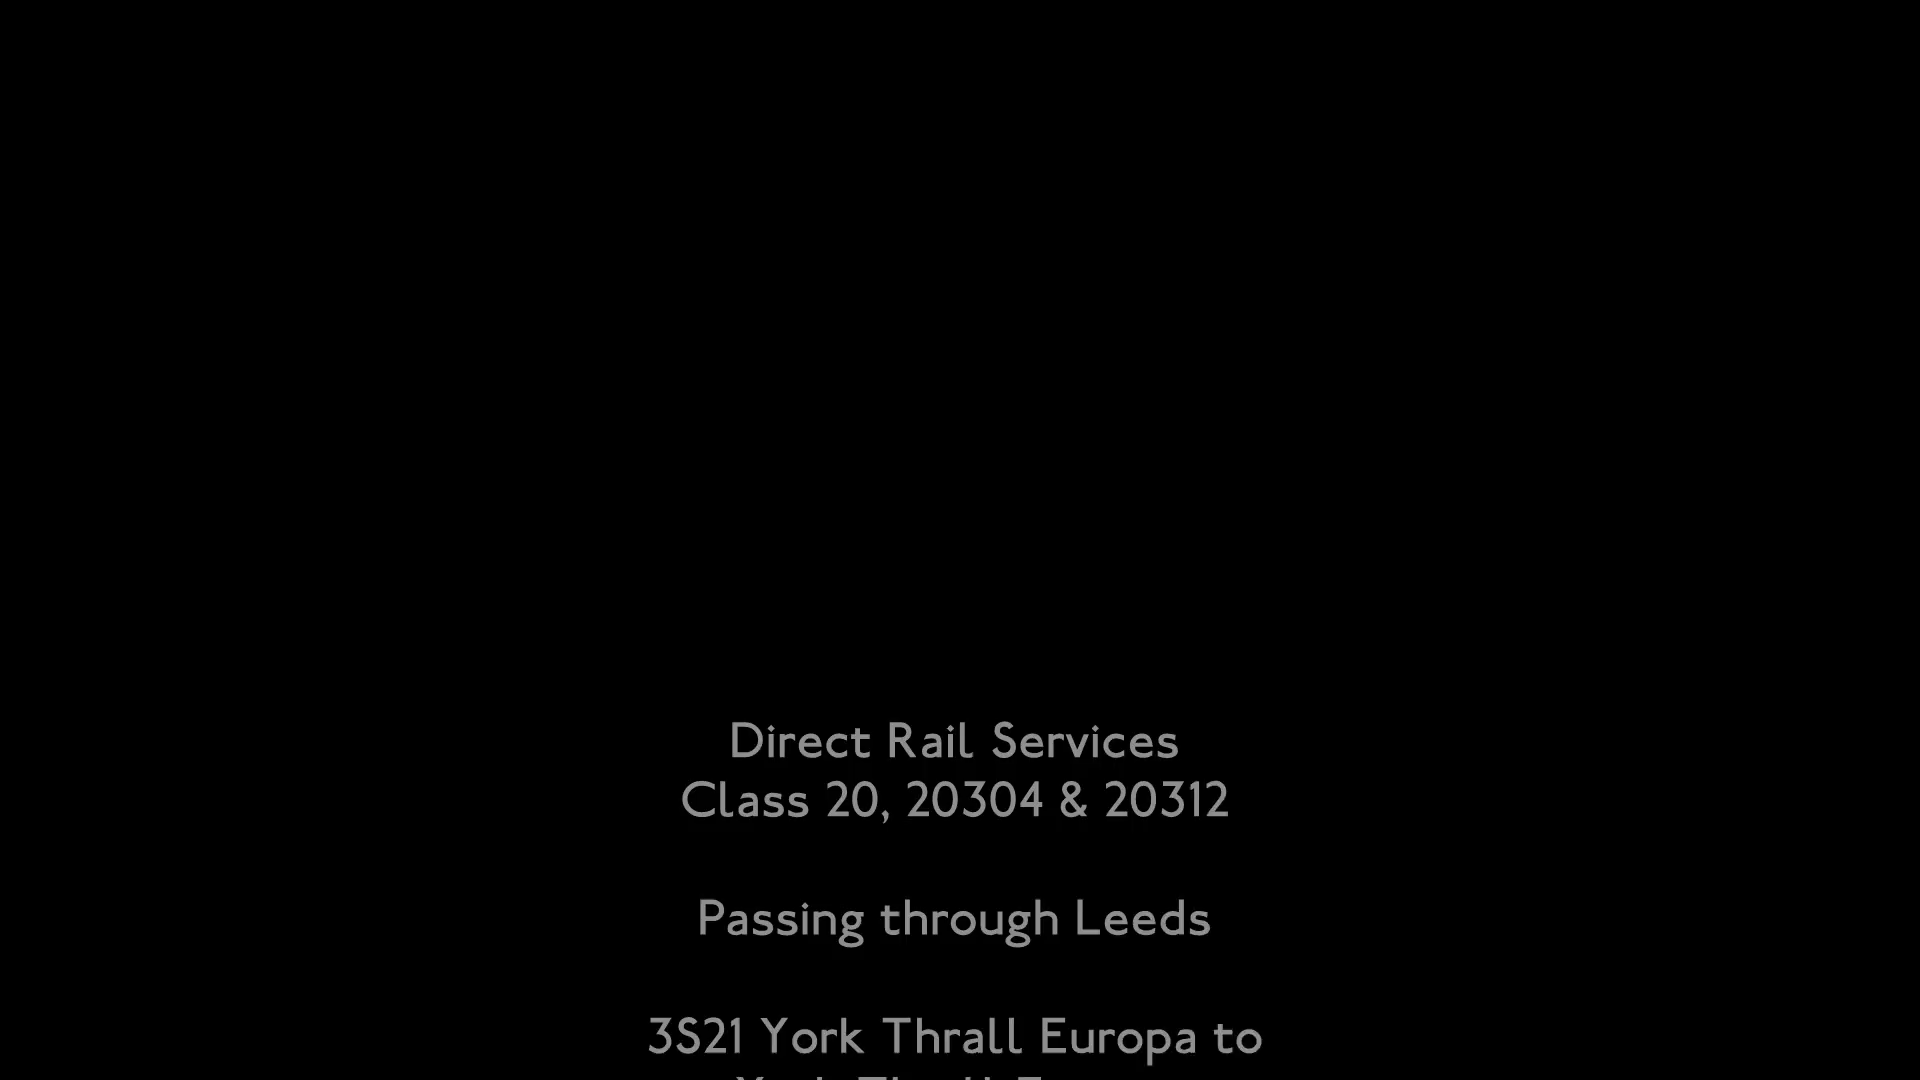 Direct Rail Services
Class 20, 20304 & 20312
Passing through Leeds
3S21 York Thrall Europa to